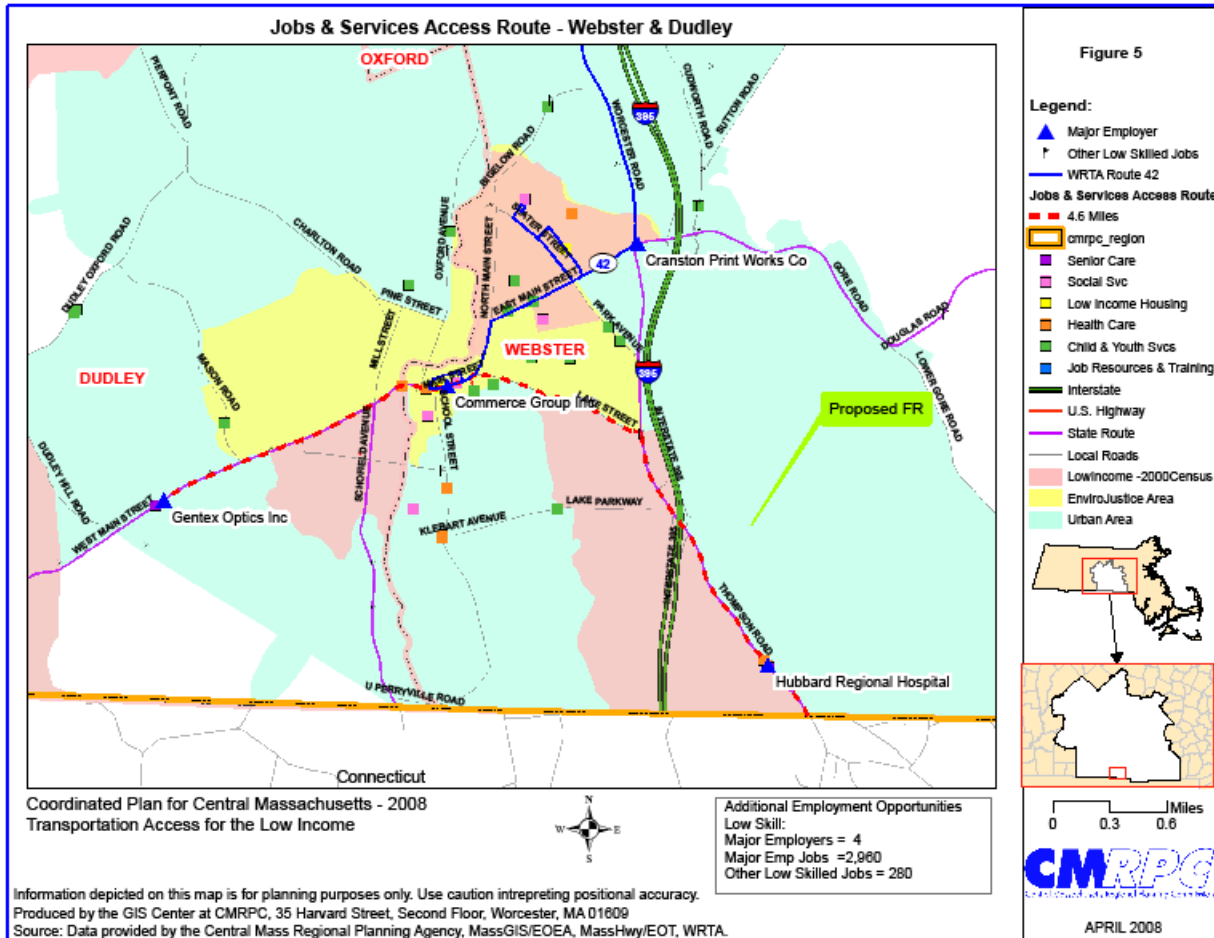 Jobs & Services Access Route - Webster & Dudley
OXFORD
PIERPONT ROAD
BIGELOW ROAD
WORCESTER ROAD
395
CUDWORTH ROAD
SUTTON ROAD
DUDLEY OXFORD ROAD
CHARLTON ROAD
OXFORD AVENUE
NORTH MAIN STREET
SLATER STREET
42
EAST MAIN STREET
Cranston Print Works Co
GORE ROAD
DOUGLAS ROAD
LOWER GORE ROAD
PINE STREET
MILL STREET
PARK AVENUE
WEBSTER
DUDLEY
MASON ROAD
MAIN STREET
395
Commerce Group Inc
SCHOOL STREET
LAKE STREET
INTERSTATE 395
Proposed FR
DUDLEY HILL ROAD
SCHOFIELD AVENUE
WEST MAIN STREET
Gentex Optics Inc
KLEBART AVENUE
LAKE PARKWAY
INTERSTATE 395
THOMPSON ROAD
Hubbard Regional Hospital
U PERRYVILLE ROAD
Connecticut
Coordinated Plan for Central Massachusetts - 2008
Transportation Access for the Low Income
N
W
E
S
Additional Employment Opportunities
Low Skill:
Major Employers = 4
Major Emp Jobs =2,960
Other Low Skilled Jobs = 280
Information depicted on this map is for planning purposes only. Use caution intrepreting positional accuracy.
Produced by the GIS Center at CMRPC, 35 Harvard Street, Second Floor, Worcester, MA 01609
Source: Data provided by the Central Mass Regional Planning Agency, MassGIS/EOEA, MassHwy/EOT, WRTA.
Figure 5
Legend:
Major Employer
Other Low Skilled Jobs
WRTA Route 42
Jobs & Services Access Route
4.6 Miles
cmrpc_region
Senior Care
Social Svc
Low Income Housing
Health Care
Child & Youth Svcs
Job Resources & Training
Interstate
U.S. Highway
State Route
Local Roads
LowIncome -2000Census
EnviroJustice Area
Urban Area
Miles
0 0.3 0.6
CMRPC
APRIL 2008